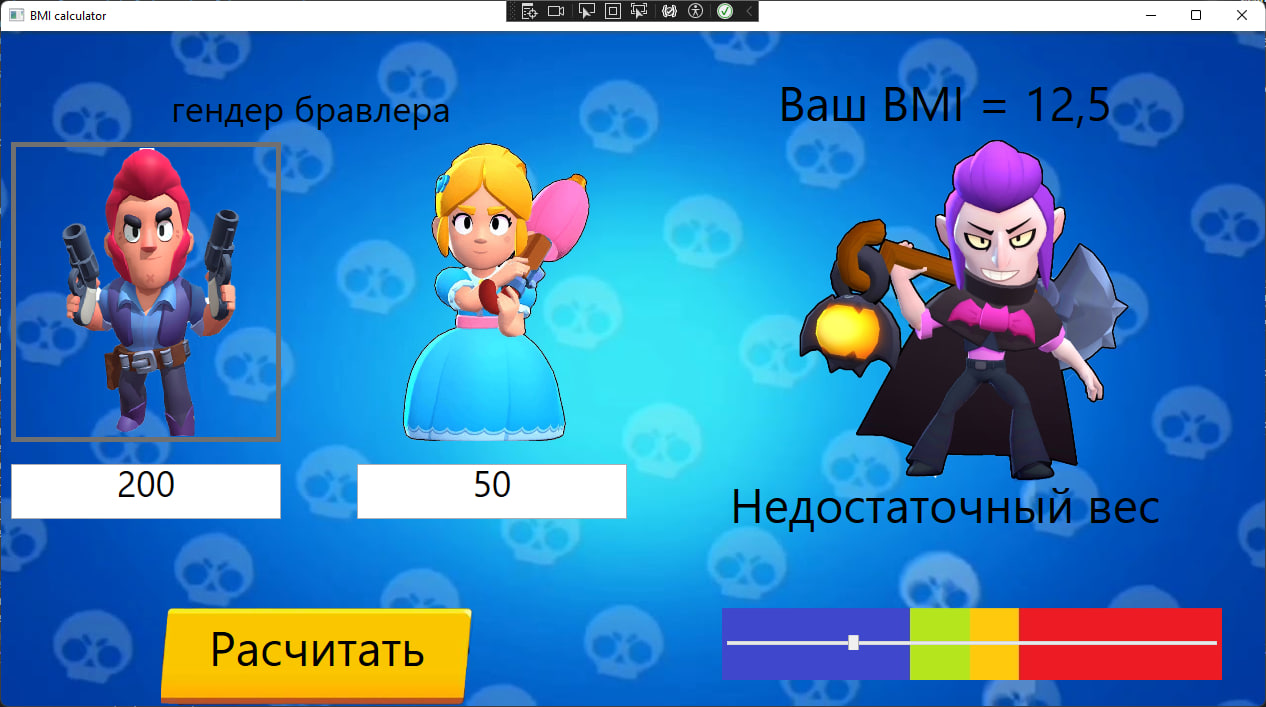 BMI calculator
гендер бравлера
Ваш BMI = 12,5
200
50
Недостаточный вес
Расчитать